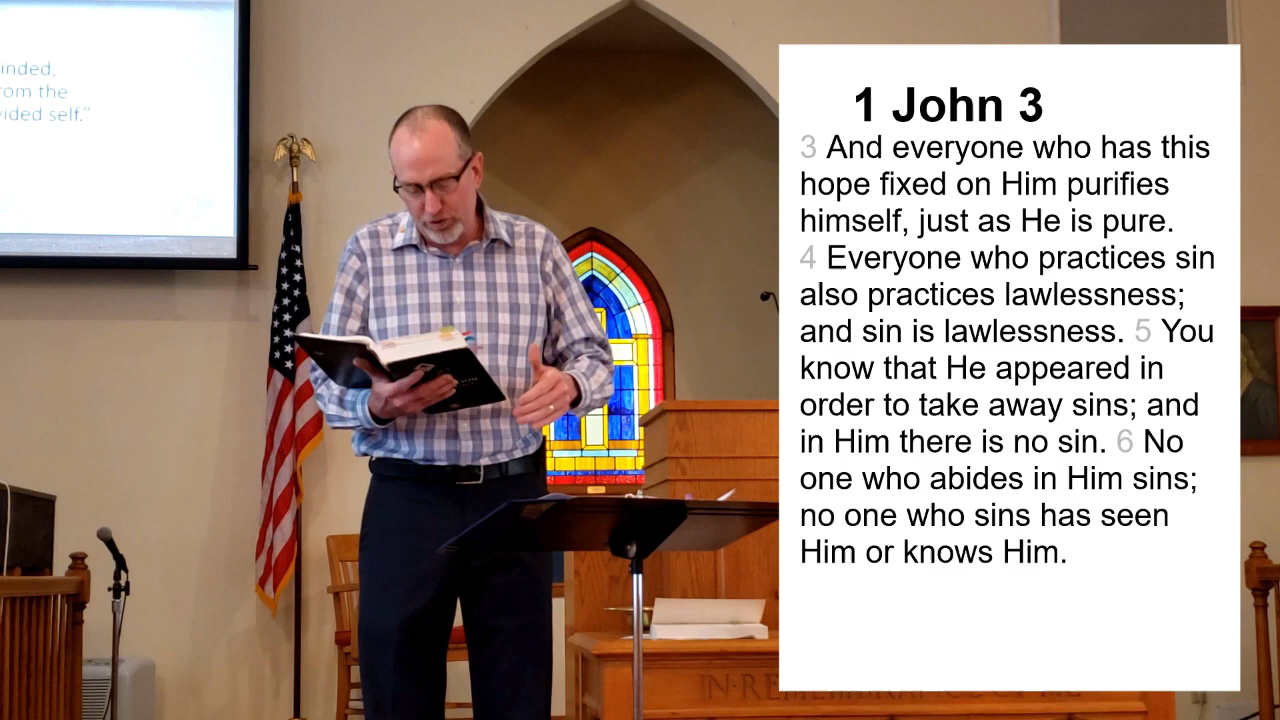 inded,
rom the
vided self.”
1 John 3
3 And everyone who has this
hope fixed on Him purifies
himself, just as He is pure.
4 Everyone who practices sin
also practices lawlessness;
and sin is lawlessness. 5 You
know that He appeared in
order to take away sins; and
in Him there is no sin. 6 No
one who abides in Him sins;
no one who sins has seen
Him or knows Him.